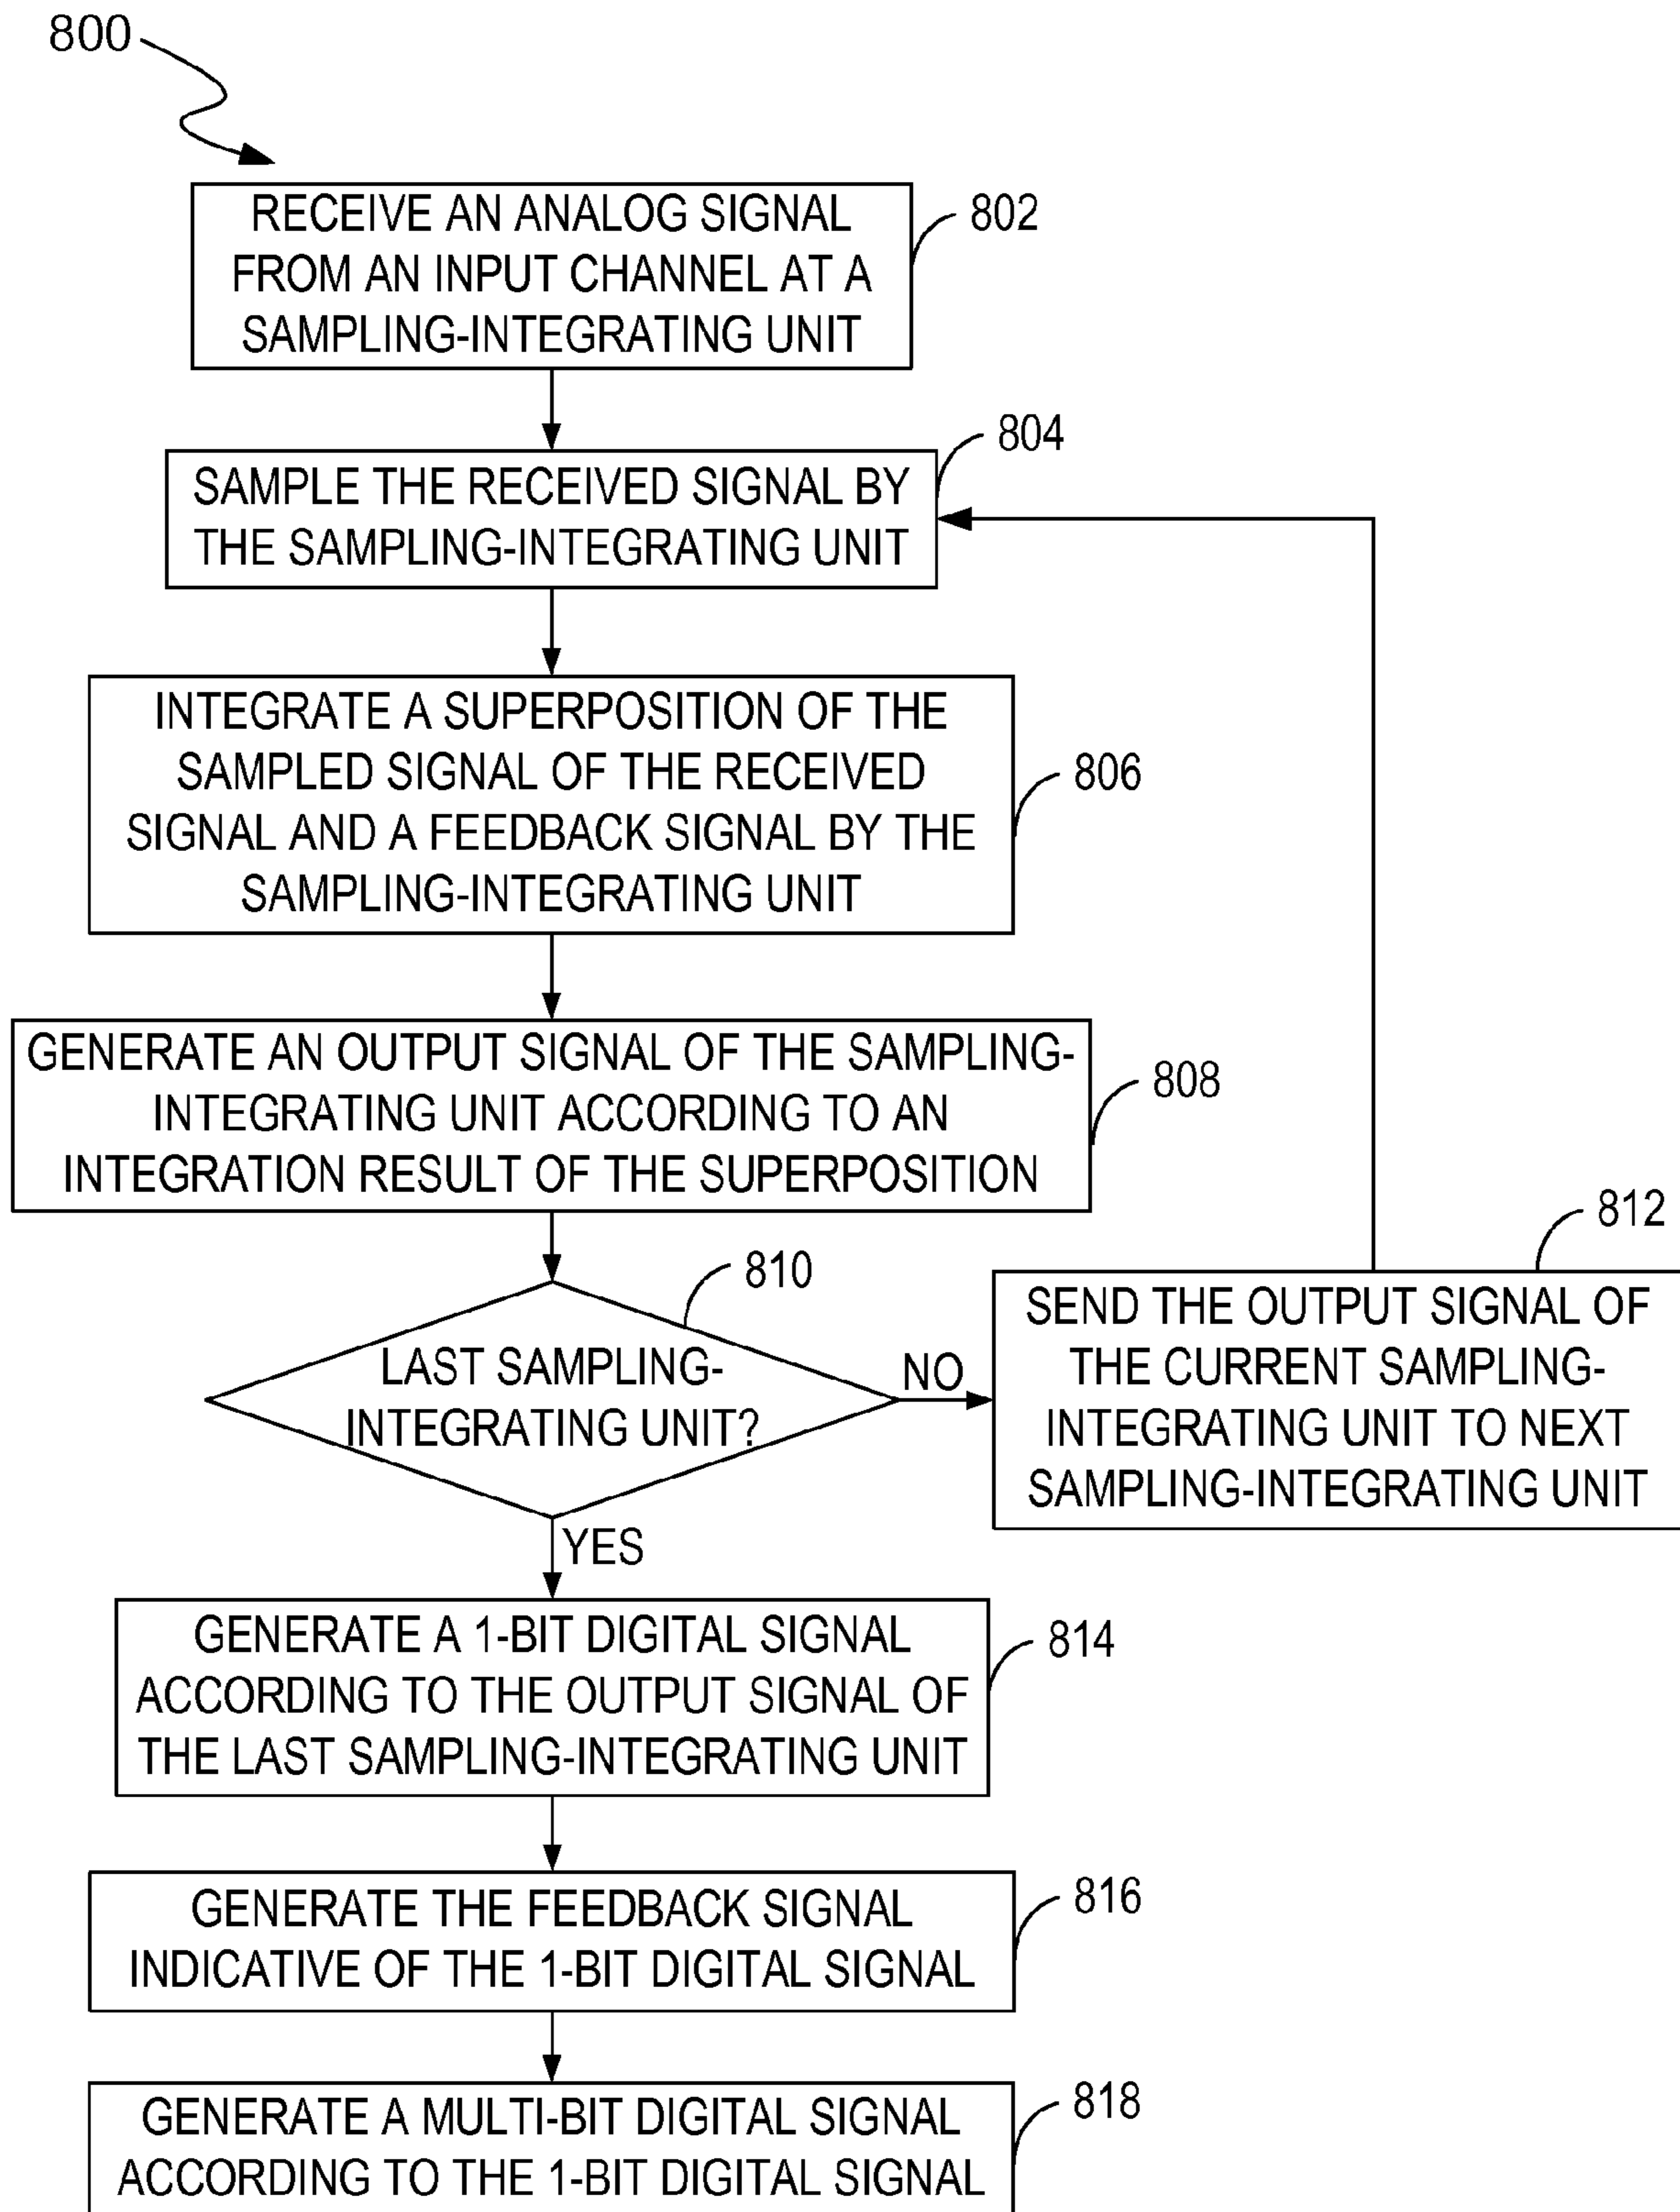 800
RECEIVE AN ANALOG SIGNAL
FROM AN INPUT CHANNEL AT A
SAMPLING-INTEGRATING UNIT
802
804
SAMPLE THE RECEIVED SIGNAL BY
THE SAMPLING-INTEGRATING UNIT
INTEGRATE A SUPERPOSITION OF THE
SAMPLED SIGNAL OF THE RECEIVED
SIGNAL AND A FEEDBACK SIGNAL BY THE
SAMPLING-INTEGRATING UNIT
806
GENERATE AN OUTPUT SIGNAL OF THE SAMPLING-
INTEGRATING UNIT ACCORDING TO AN
INTEGRATION RESULT OF THE SUPERPOSITION
808
810
LAST SAMPLING-
INTEGRATING UNIT?
NO
812
SEND THE OUTPUT SIGNAL OF
THE CURRENT SAMPLING-
INTEGRATING UNIT TO NEXT
SAMPLING-INTEGRATING UNIT
YES
GENERATE A 1-BIT DIGITAL SIGNAL
ACCORDING TO THE OUTPUT SIGNAL OF
THE LAST SAMPLING-INTEGRATING UNIT
814
GENERATE THE FEEDBACK SIGNAL
INDICATIVE OF THE 1-BIT DIGITAL SIGNAL
816
GENERATE A MULTI-BIT DIGITAL SIGNAL
ACCORDING TO THE 1-BIT DIGITAL SIGNAL
818